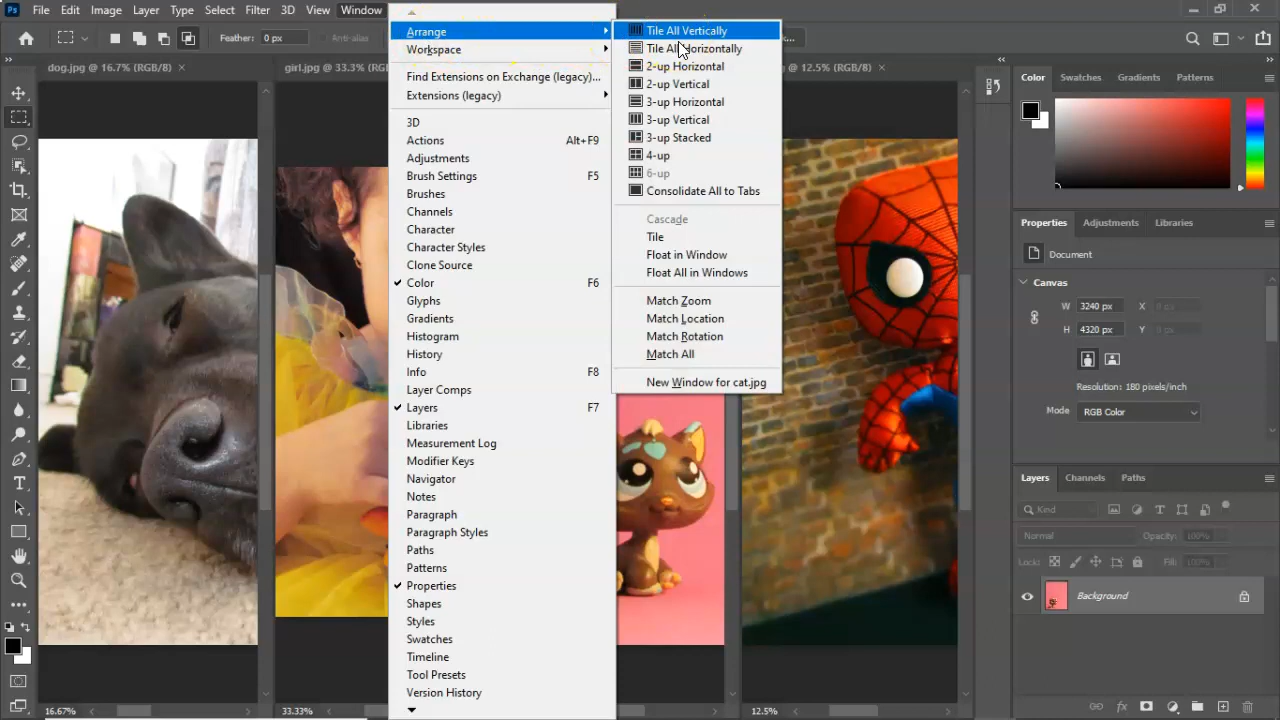 Ps File Edit Image Layer Type Select Filter 3D View Window
Feather: 0 px Anti-alias
dog.jpg @ 16.7% (RGB/8)
girl.jpg @ 33.3% (RGB/8)
@ 12.5% (RGB/8)
Arrange
Workspace
Find Extensions on Exchange (legacy)...
Extensions (legacy)
3D
Actions Alt+F9
Adjustments
Brush Settings F5
Brushes
Channels
Character
Character Styles
Clone Source
Color F6
Glyphs
Gradients
Histogram
History
Info F8
Layer Comps
Layers F7
Libraries
Measurement Log
Modifier Keys
Navigator
Notes
Paragraph
Paragraph Styles
Paths
Patterns
Properties
Shapes
Styles
Swatches
Timeline
Tool Presets
Version History
Tile All Vertically
Tile All Horizontally
2-up Horizontal
2-up Vertical
3-up Horizontal
3-up Vertical
3-up Stacked
4-up
6-up
Consolidate All to Tabs
Cascade
Tile
Float in Window
Float All in Windows
Match Zoom
Match Location
Match Rotation
Match All
New Window for cat.jpg
Color Swatches Gradients Patterns
Properties Adjustments Libraries
Document
Canvas
W 3240 px X 0 px
H 4320 px Y 0 px
Resolution: 180 pixels/inch
Mode RGB Color
Layers Channels Paths
Kind
Normal Opacity: 100%
Lock: Fill: 100%
Background
16.67%
33.33%
12.5%